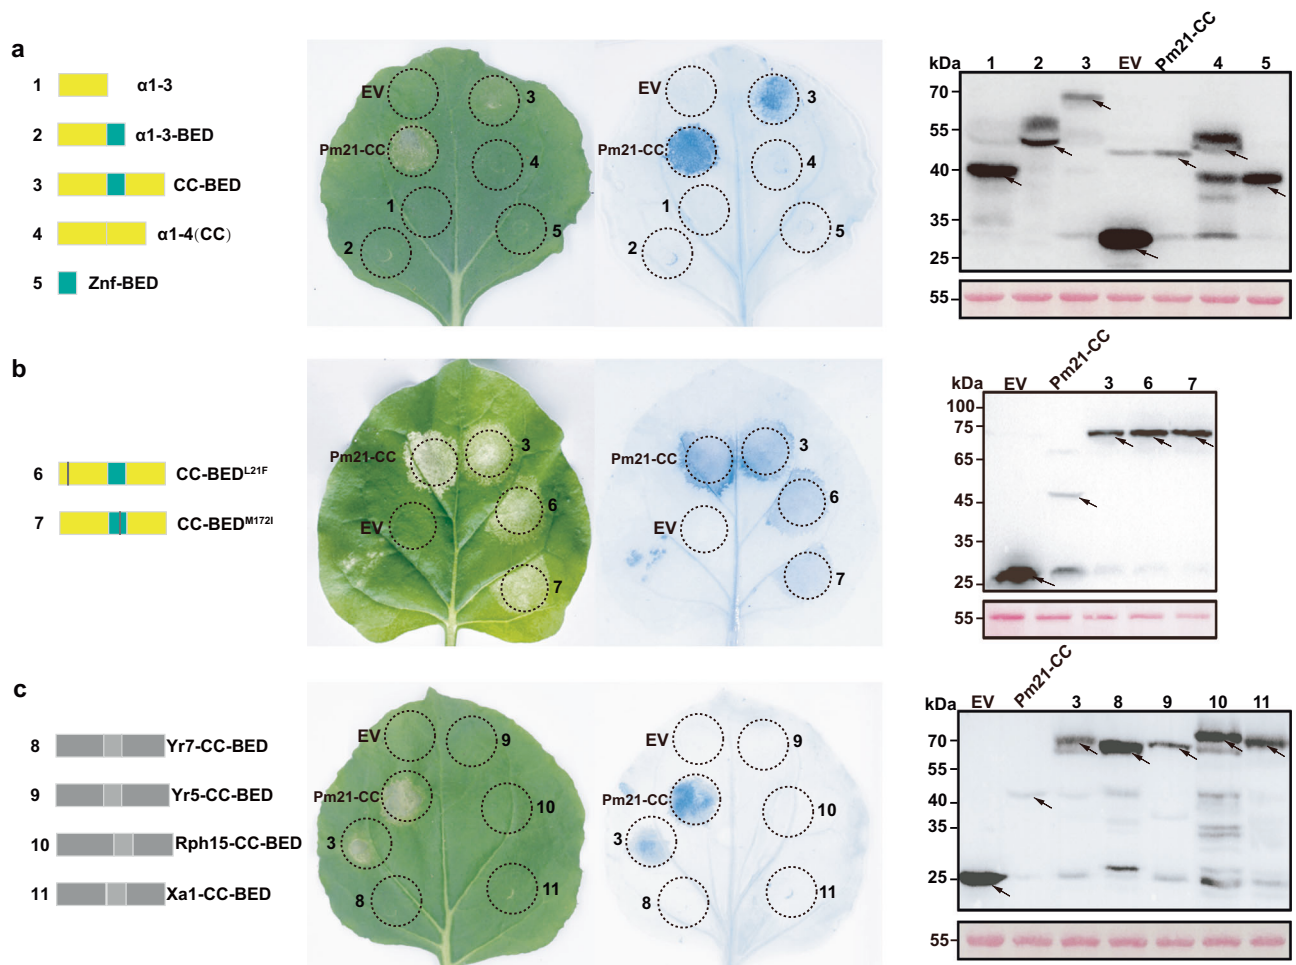 a
1 α1-3
2 α1-3-BED
3 CC-BED
4 α1-4(CC)
5 Znf-BED
EV
Pm21-CC
1
2
3
4
5
EV
Pm21-CC
1
2
3
4
5
kDa 1 2 3 EV Pm21-CC 4 5
70
55
40
35
25
55
b
6 CC-BEDL21F
7 CC-BEDM172I
Pm21-CC
EV
3
6
7
Pm21-CC
EV
3
6
7
kDa EV Pm21-CC 3 6 7
100
75
65
45
35
25
55
c
8 Yr7-CC-BED
9 Yr5-CC-BED
10 Rph15-CC-BED
11 Xa1-CC-BED
EV
Pm21-CC
3
8
9
10
11
EV
Pm21-CC
3
8
9
10
11
kDa EV Pm21-CC 3 8 9 10 11
70
55
40
35
25
55